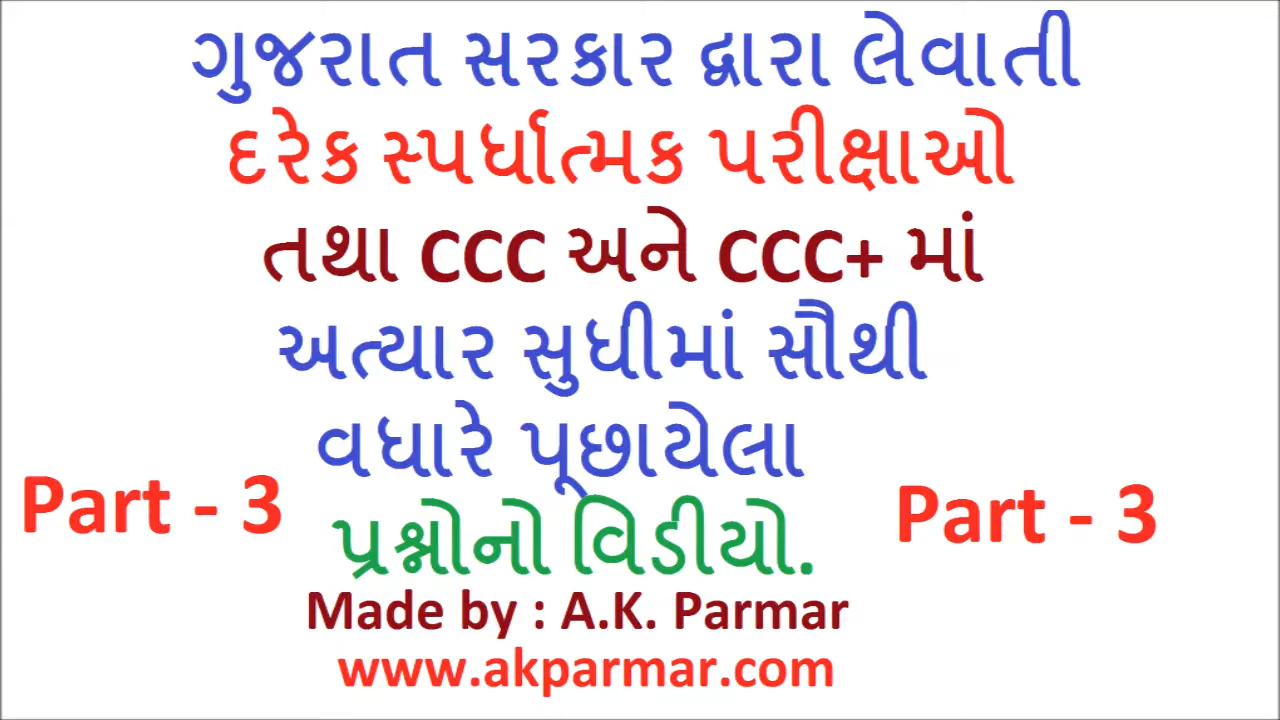 ગુજરાત સરકાર દ્વારા લેવાતી
દરેક સ્પર્ધાત્મક પરીક્ષાઓ
તથા CCC અને CCC+ માં
અત્યાર સુધીમાં સૌથી
વધારે પૂછાયેલા
Part - 3
પ્રશ્નોનો વિડીયો.
Part - 3
Made by : A.K. Parmar
www.akparmar.com